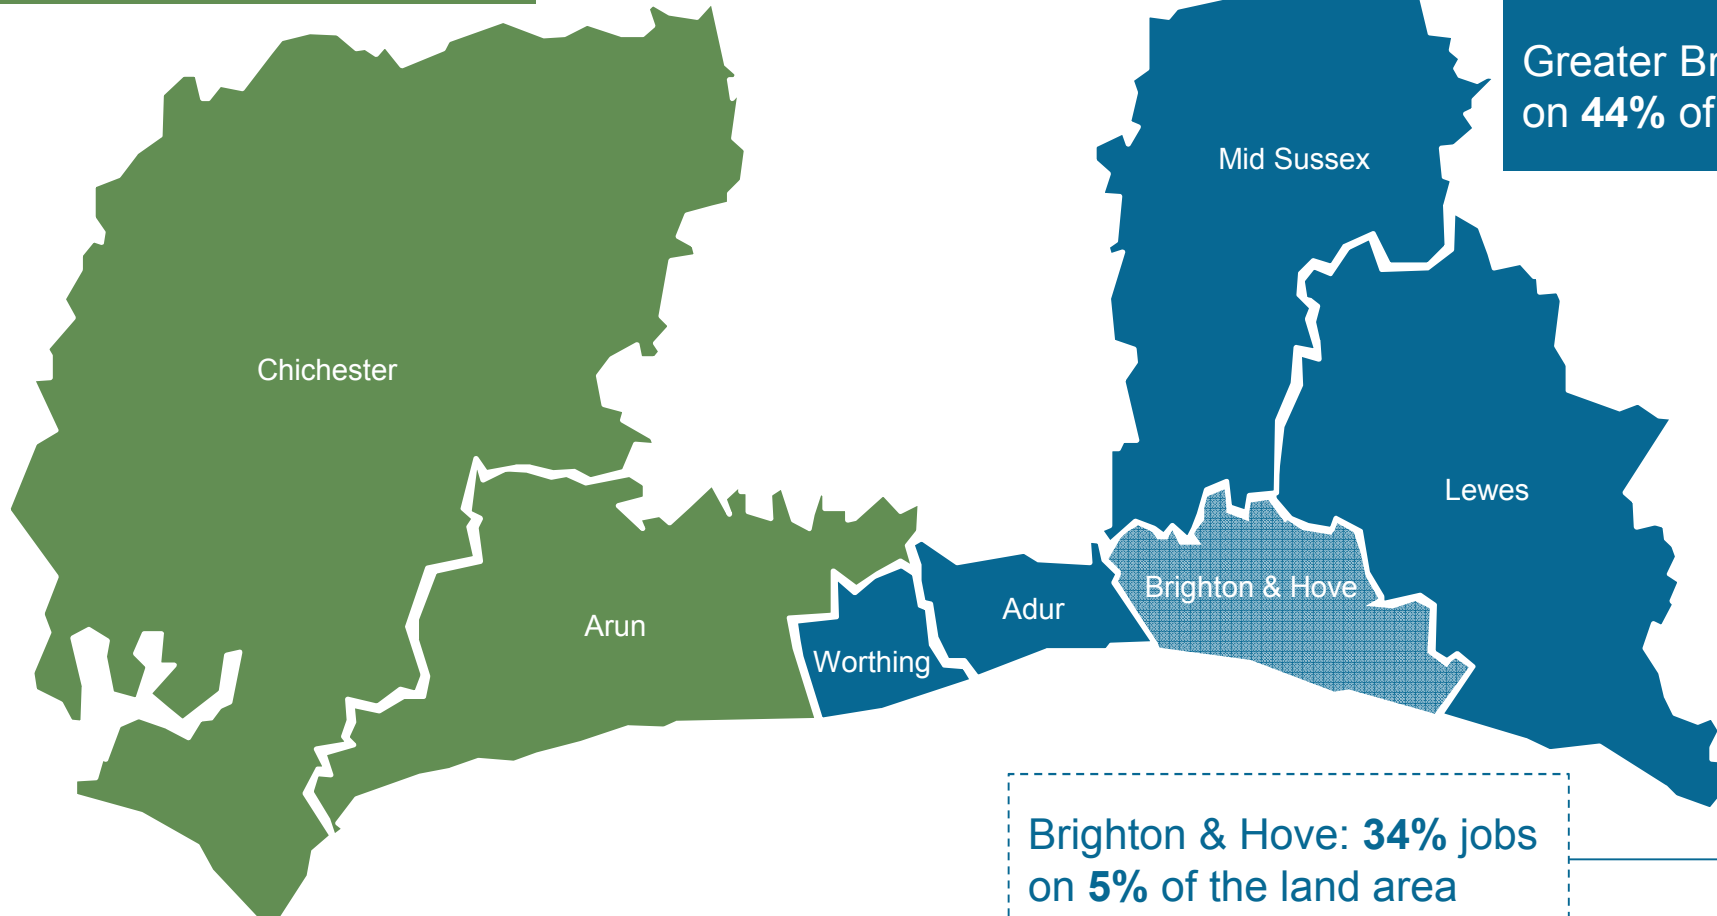 Greater Br
on 44% of
Mid Sussex
Chichester
Lewes
Brighton & Hove
Adur
Arun
Worthing
Brighton & Hove: 34% jobs
on 5% of the land area